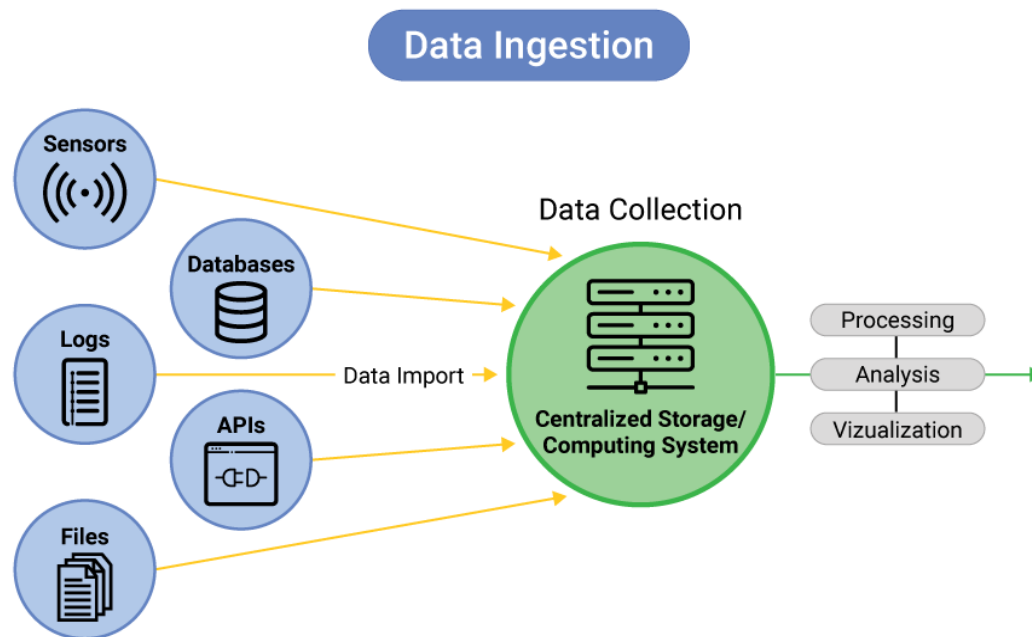 Data Ingestion
Sensors
Databases
Logs
APIs
Files
Data Import
Data Collection
Centralized Storage/
Computing System
Processing
Analysis
Vizualization